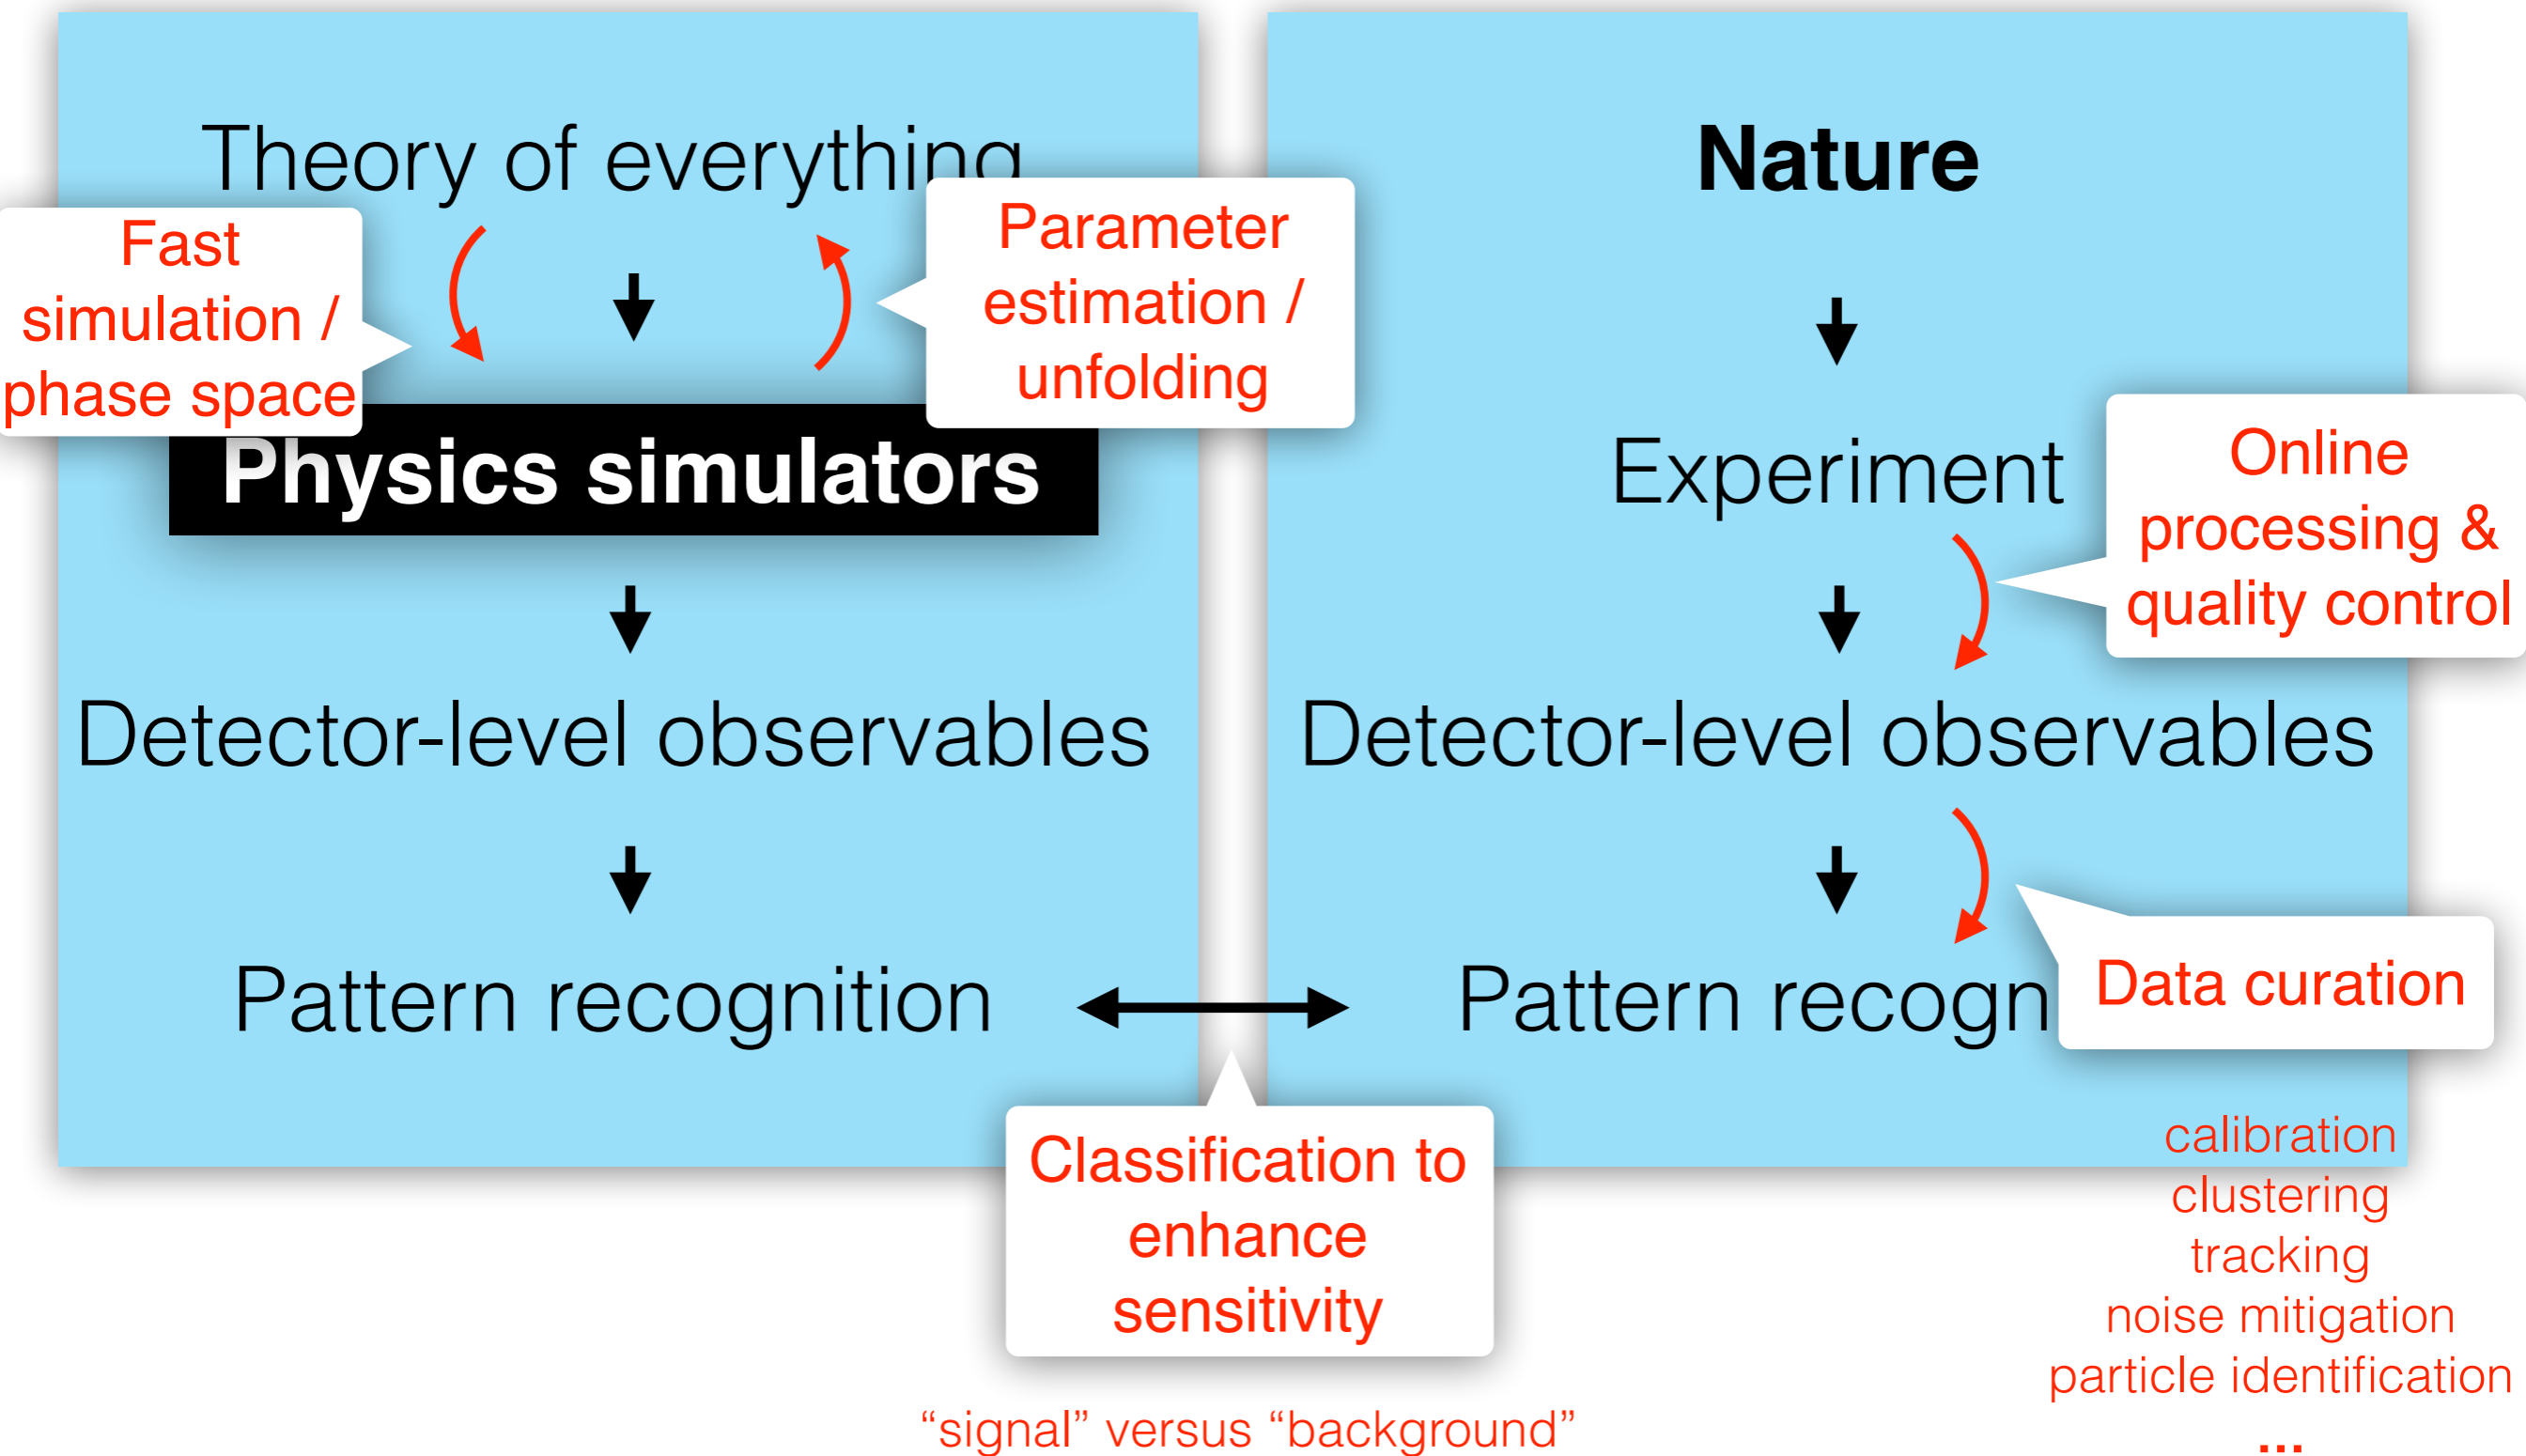 Theory of everything
Fast
simulation /
phase space
Parameter
estimation /
unfolding
Physics simulators
Detector-level observables
Pattern recognition
Nature
Experiment
Online
processing &
quality control
Detector-level observables
Pattern recogn
Data curation
Classification to
enhance
sensitivity
“signal” versus “background”
calibration
clustering
tracking
noise mitigation
particle identification
...